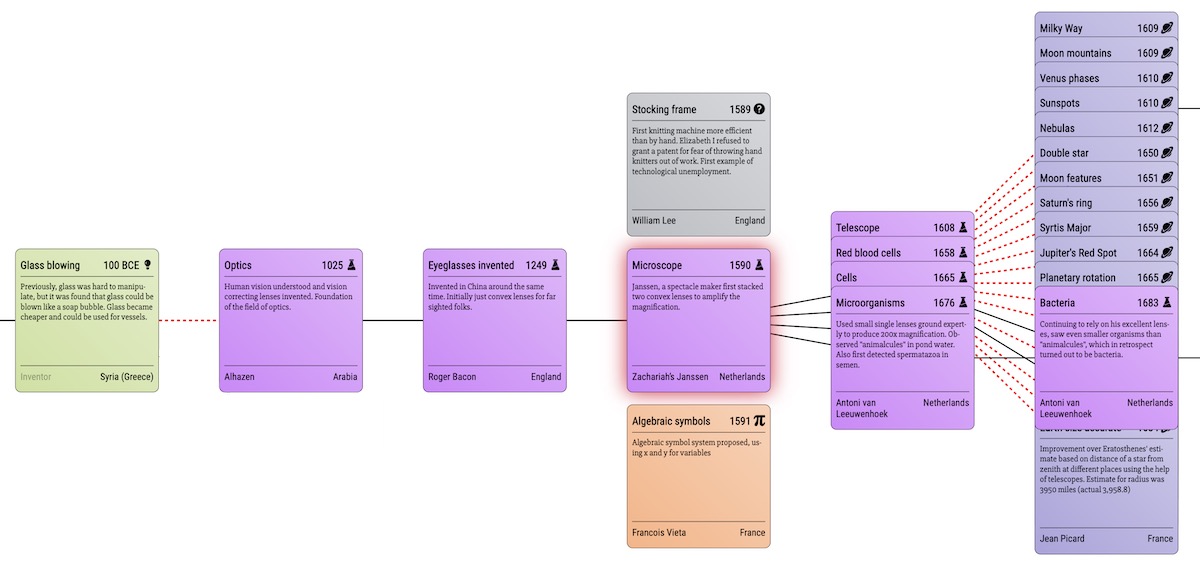 Glass blowing 100 BCE
Previously, glass was hard to manipu-
late, but it was found that glass could be
blown like a soap bubble. Glass became
cheaper and could be used for vessels.
Inventor Syria (Greece)
Optics 1025
Human vision understood and vision
correcting lenses invented. Foundation
of the field of optics.
Alhazen Arabia
Eyeglasses invented 1249
Invented in China around the same
time. Initially just convex lenses for far
sighted folks.
Roger Bacon England
Stocking frame 1589
First knitting machine more efficient
than by hand. Elizabeth I refused to
grant a patent for fear of throwing hand
knitters out of work. First example of
technological unemployment.
William Lee England
Microscope 1590
Janssen, a spectacle maker first stacked
two convex lenses to amplify the
magnification.
Zachariah's Janssen Netherlands
Algebraic symbols 1591
Algebraic symbol system proposed, us-
ing x and y for variables
Francois Vieta France
Telescope 1608
Red blood cells 1658
Cells 1665
Microorganisms 1676
Used small single lenses ground expert-
ly to produce 200x magnification. Ob-
served "animalcules" in pond water.
Also first detected spermatazoa in
semen.
Antoni van Netherlands
Leeuwenhoek
Milky Way 1609
Moon mountains 1609
Venus phases 1610
Sunspots 1610
Nebulas 1612
Double star 1650
Moon features 1651
Saturn's ring 1656
Syrtis Major 1659
Jupiter's Red Spot 1664
Planetary rotation 1665
Bacteria 1683
Continuing to rely on his excellent lens-
es, saw even smaller organisms than
"animalcules", which in retrospect
turned out to be bacteria.
Antoni van Netherlands
Leeuwenhoek
Improvement over Eratosthenes' esti-
mate based on distance of a star from
zenith at different places using the help
of telescopes. Estimate for radius was
3950 miles (actual 3,958.8)
Jean Picard France